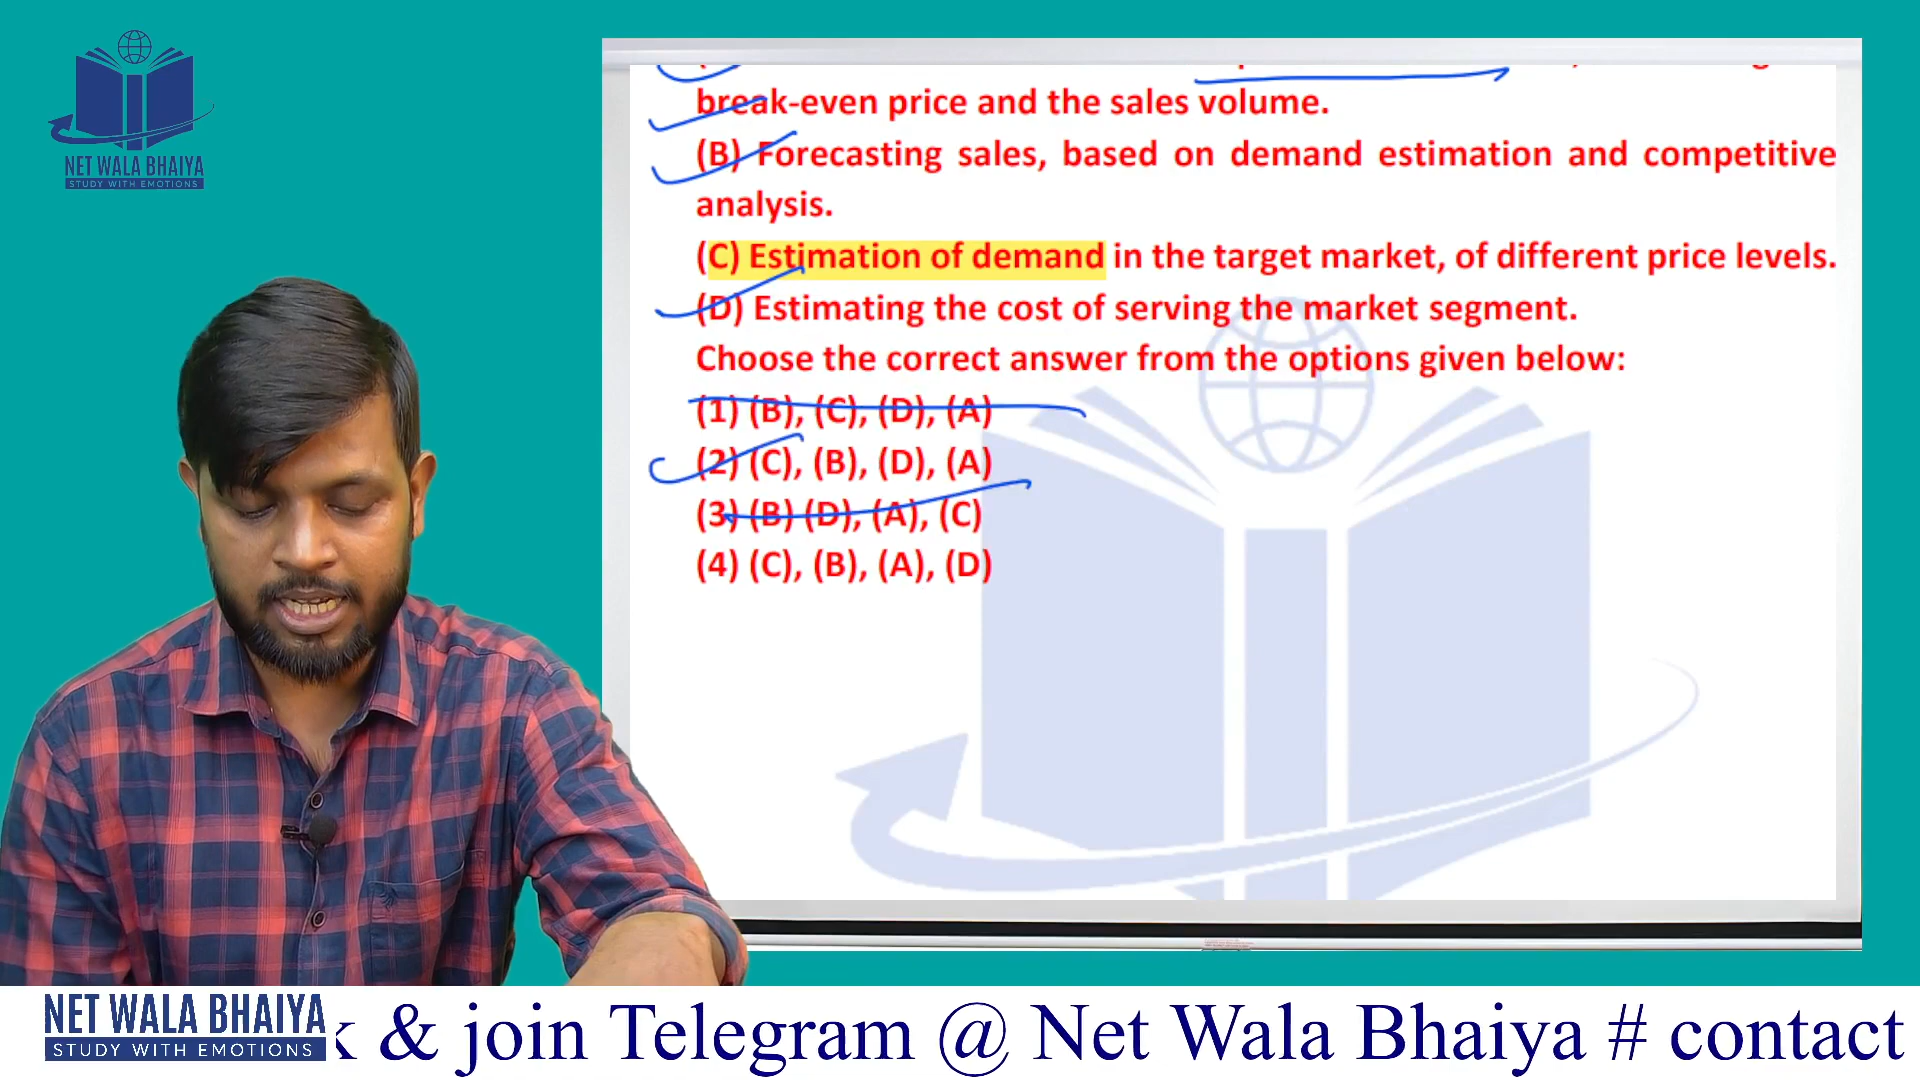 NET WALA BHAIYA
STUDY WITH EMOTIONS
break-even price and the sales volume.
(B) Forecasting sales, based on demand estimation and competitive
analysis.
(C) Estimation of demand in the target market, of different price levels.
(D) Estimating the cost of serving the market segment.
Choose the correct answer from the options given below:
(1) (B), (C), (D), (A)
(2) (C), (B), (D), (A)
(3) (B) (D), (A), (C)
(4) (C), (B), (A), (D)
NET WALA BHAIYA
STUDY WITH EMOTIONS
& join Telegram @ Net Wala Bhaiya # contact